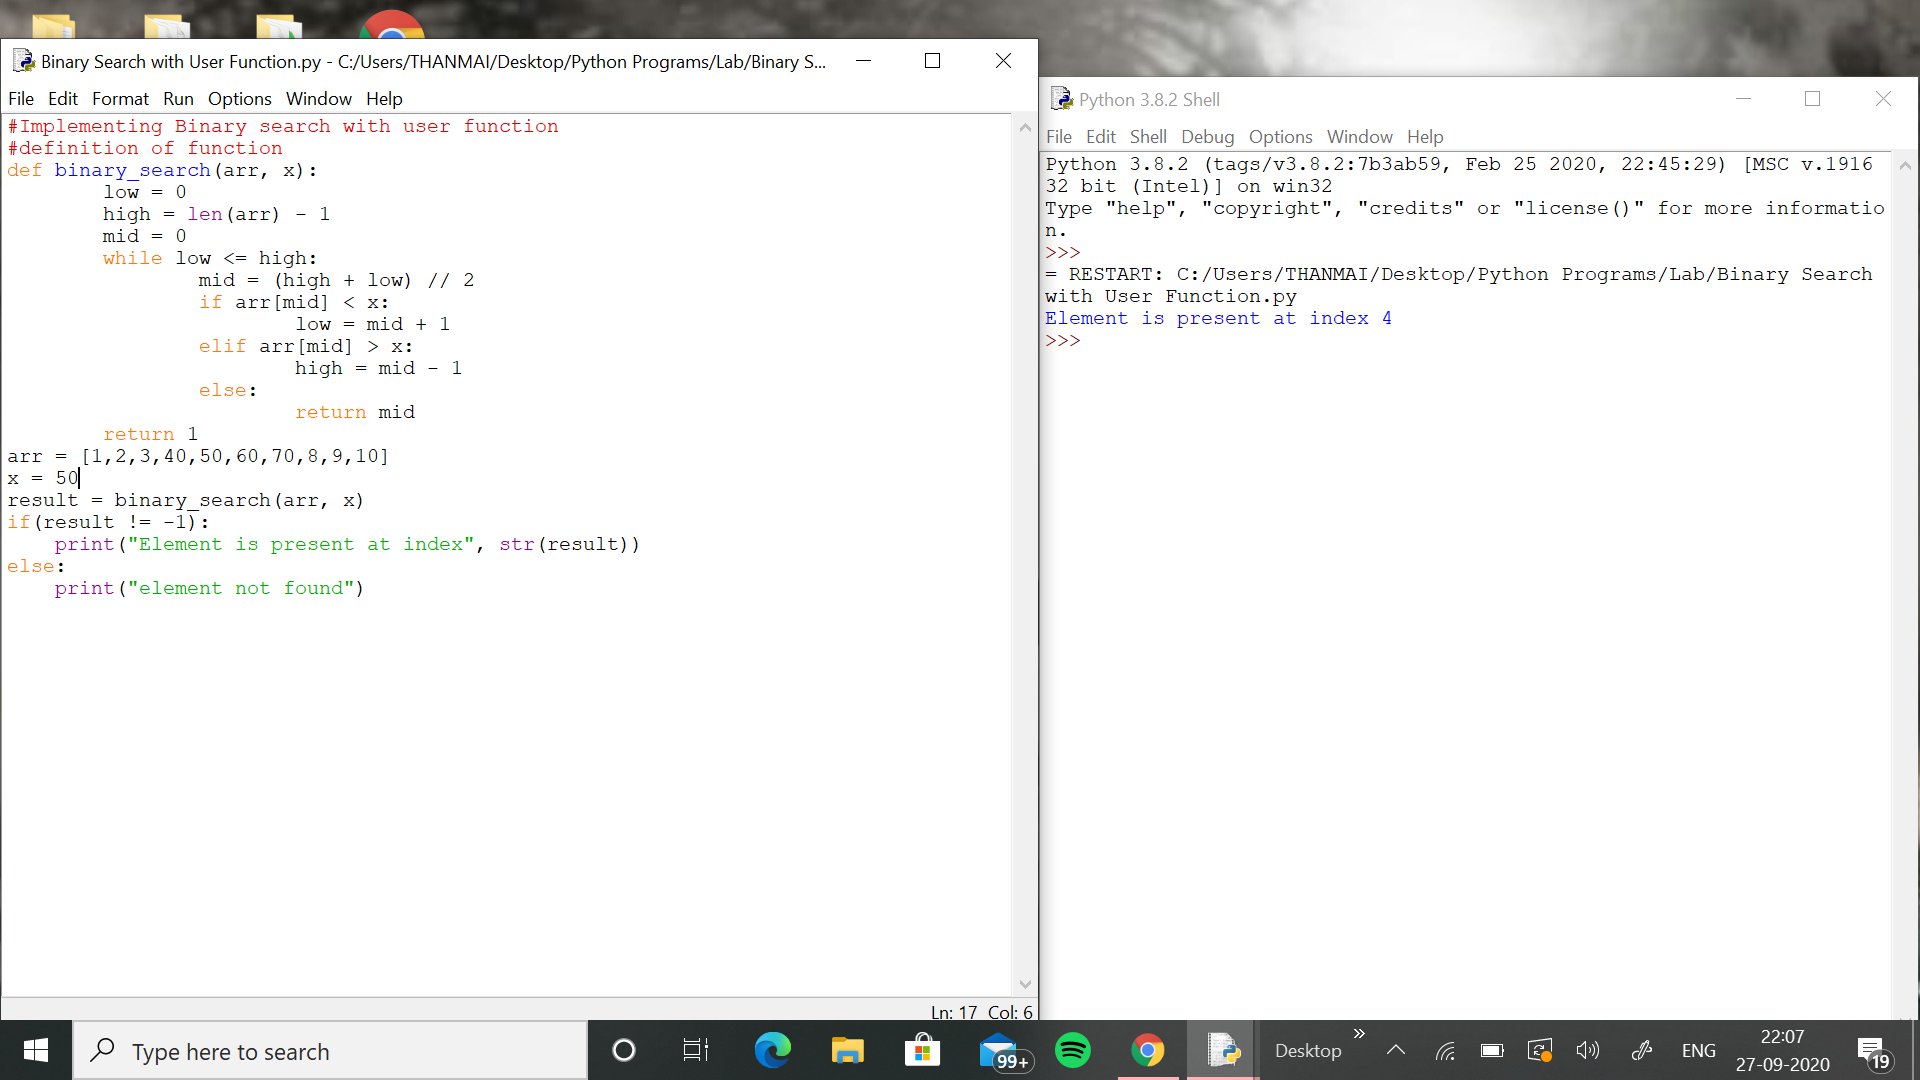 Binary Search with User Function.py - C:/Users/THANMAI/Desktop/Python Programs/Lab/Binary S...
File Edit Format Run Options Window Help
#Implementing Binary search with user function
#definition of function
def binary_search(arr, x):
        low = 0
        high = len(arr) - 1
        mid = 0
        while low <= high:
                mid = (high + low) // 2
                if arr[mid] < x:
                        low = mid + 1
                elif arr[mid] > x:
                        high = mid - 1
                else:
                        return mid
        return 1
arr = [1,2,3,40,50,60,70,8,9,10]
x = 50
result = binary_search(arr, x)
if(result != -1):
    print("Element is present at index", str(result))
else:
    print("element not found")
Ln: 17 Col: 6
Python 3.8.2 Shell
File Edit Shell Debug Options Window Help
Python 3.8.2 (tags/v3.8.2:7b3ab59, Feb 25 2020, 22:45:29) [MSC v.1916
32 bit (Intel)] on win32
Type "help", "copyright", "credits" or "license()" for more informatio
n.
>>>
= RESTART: C:/Users/THANMAI/Desktop/Python Programs/Lab/Binary Search
with User Function.py
Element is present at index 4
>>>
Type here to search
99+
Desktop
ENG
22:07
27-09-2020
19